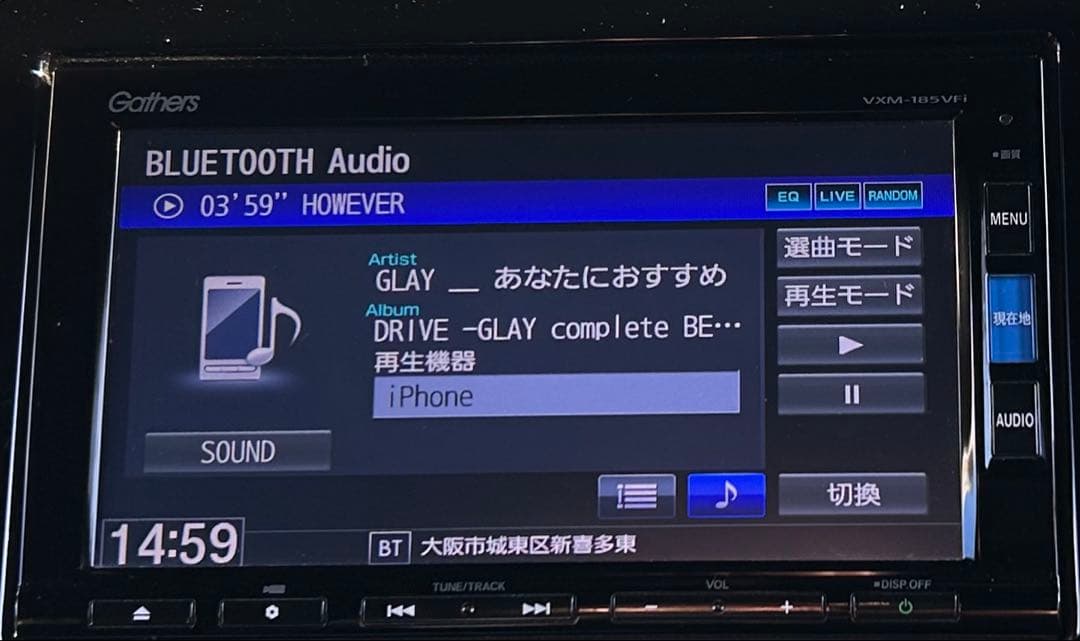 Gathers
VXM-185VFi
画質
BLUETOOTH Audio
03'59" HOWEVER
EQ LIVE RANDOM
Artist
GLAY __ あなたにおすすめ
Album
DRIVE -GLAY complete BE…
再生機器
iPhone
SOUND
選曲モード
再生モード
切換
MENU
現在地
AUDIO
14:59
BT 大阪市城東区新喜多東
TUNE/TRACK
VOL
DISP.OFF